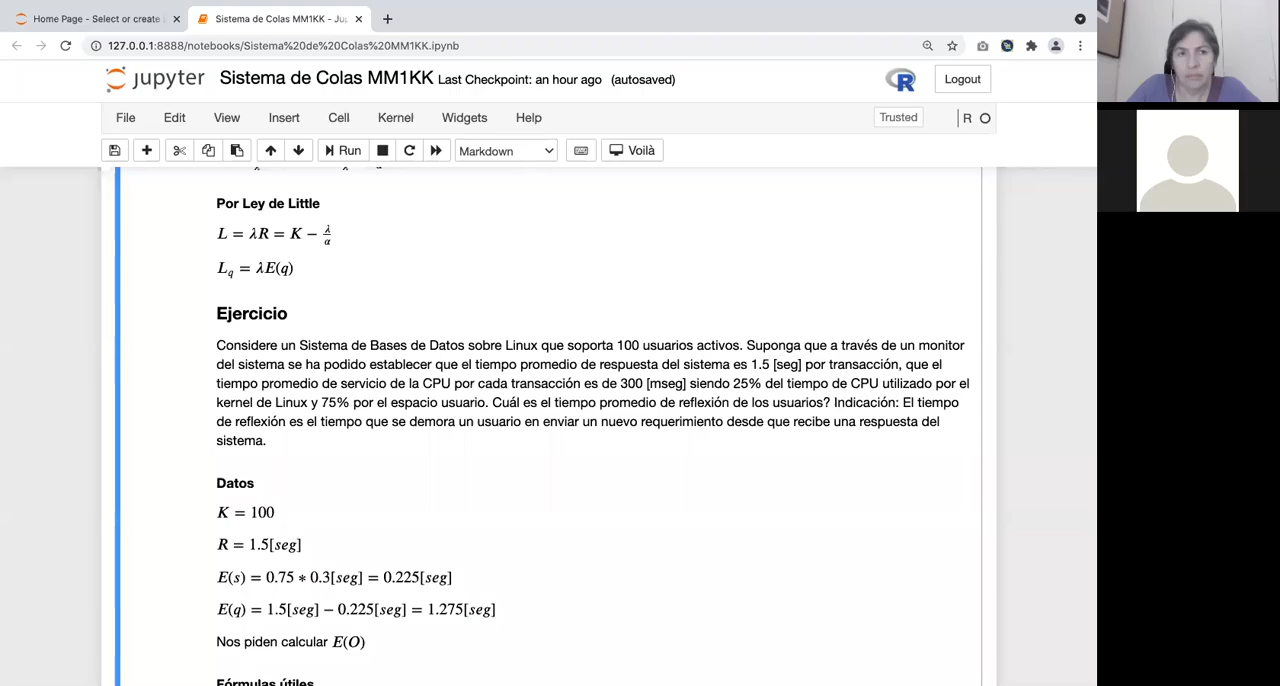 Home Page - Select or create
Sistema de Colas MM1KK - Jup
127.0.0.1:8888/notebooks/Sistema%20de%20Colas%20MM1KK.ipynb
jupyter Sistema de Colas MM1KK Last Checkpoint: an hour ago (autosaved)
Logout
File Edit View Insert Cell Kernel Widgets Help
Trusted
R
Run
Markdown
Voilà
Por Ley de Little
L = λR = K − λ/α
L_q = λE(q)
Ejercicio
Considere un Sistema de Bases de Datos sobre Linux que soporta 100 usuarios activos. Suponga que a través de un monitor
del sistema se ha podido establecer que el tiempo promedio de respuesta del sistema es 1.5 [seg] por transacción, que el
tiempo promedio de servicio de la CPU por cada transacción es de 300 [mseg] siendo 25% del tiempo de CPU utilizado por el
kernel de Linux y 75% por el espacio usuario. Cuál es el tiempo promedio de reflexión de los usuarios? Indicación: El tiempo
de reflexión es el tiempo que se demora un usuario en enviar un nuevo requerimiento desde que recibe una respuesta del
sistema.
Datos
K = 100
R = 1.5[seg]
E(s) = 0.75 * 0.3[seg] = 0.225[seg]
E(q) = 1.5[seg] − 0.225[seg] = 1.275[seg]
Nos piden calcular E(O)
Fórmulas útiles